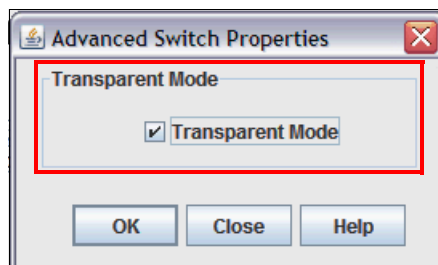 Advanced Switch Properties
Transparent Mode
Transparent Mode
OK Close Help